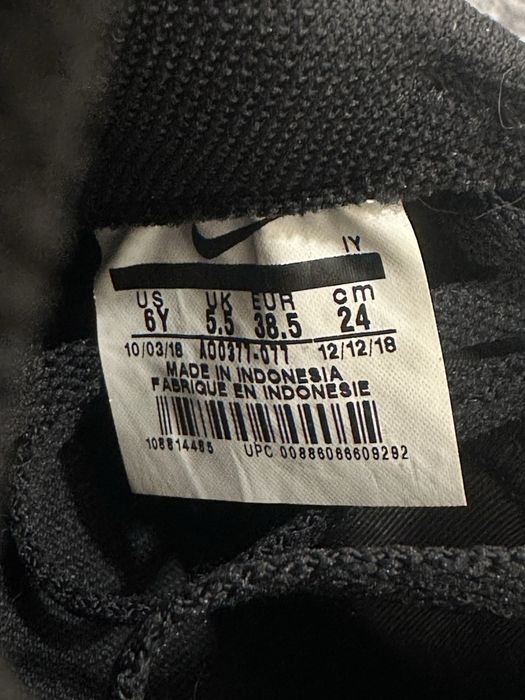 IY
US UK EUR cm
6Y 5.5 38.5 24
10/03/18 AO0377-077 12/12/18
MADE IN INDONESIA
FABRIQUE EN INDONESIE
108814485 UPC 00886066609292